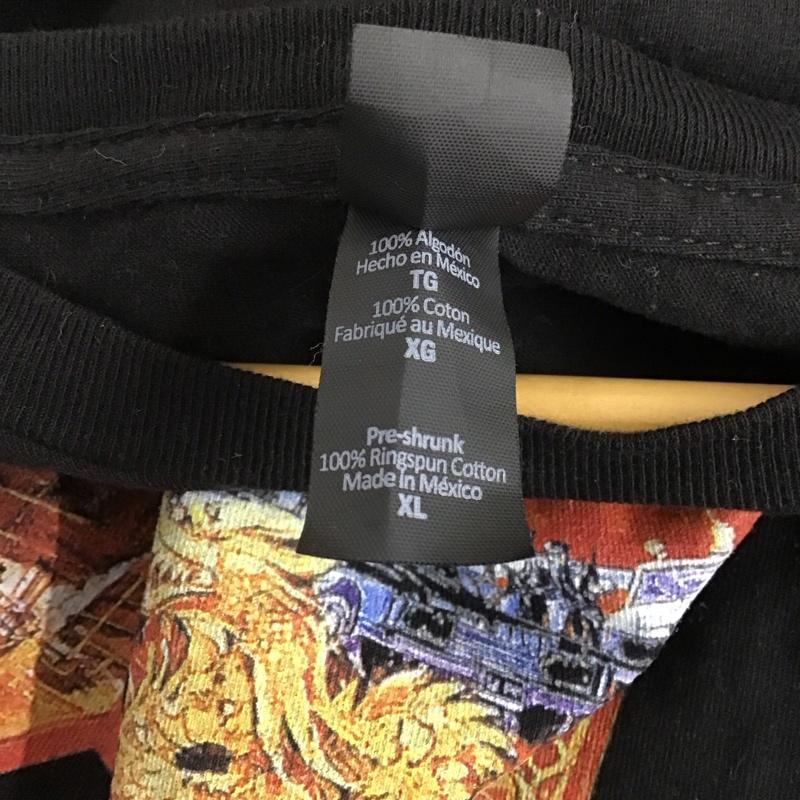 100% Algodón
Hecho en México
TG
100% Coton
Fabriqué au Mexique
XG
Pre-shrunk
100% Ringspun Cotton
Made in México
XL